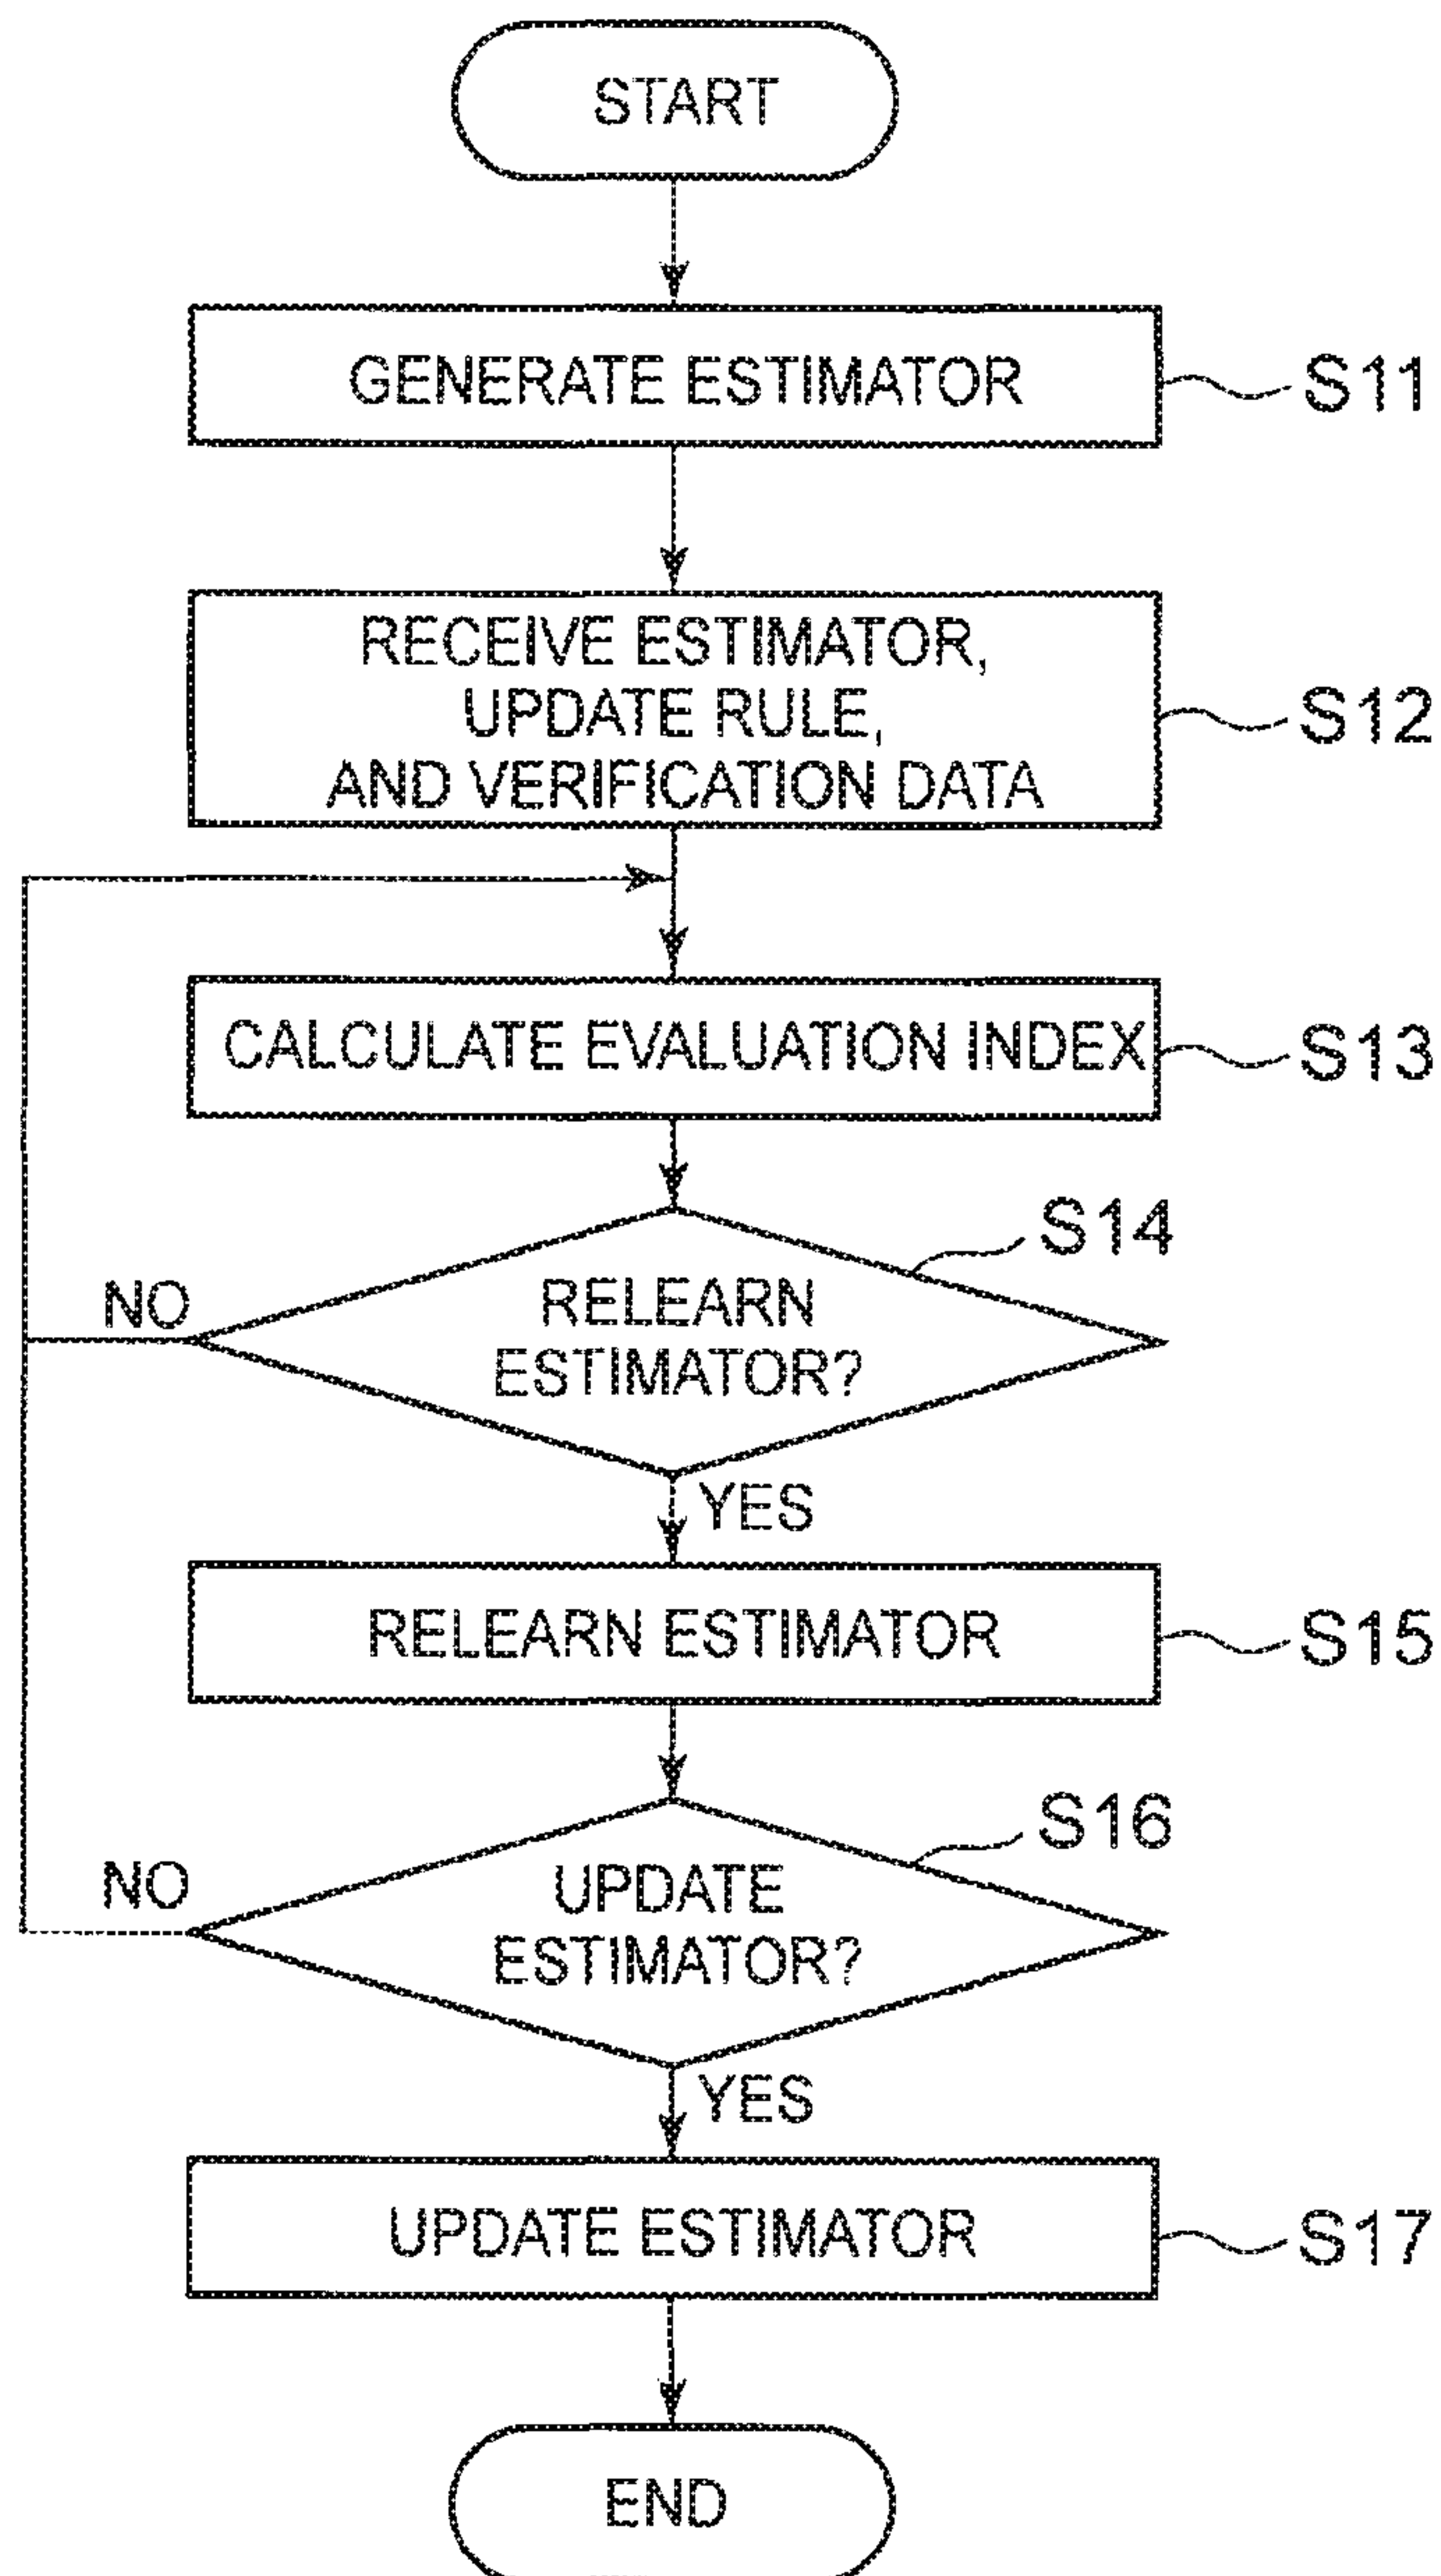 START
GENERATE ESTIMATOR
S11
RECEIVE ESTIMATOR,
UPDATE RULE,
AND VERIFICATION DATA
S12
CALCULATE EVALUATION INDEX
S13
S14
NO
RELEARN
ESTIMATOR?
YES
RELEARN ESTIMATOR
S15
S16
NO
UPDATE
ESTIMATOR?
YES
UPDATE ESTIMATOR
S17
END